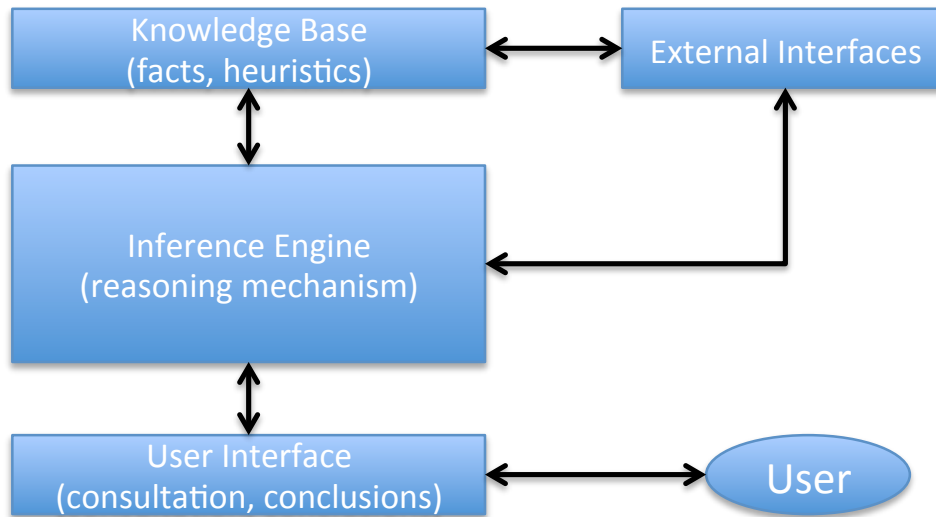 Knowledge Base
(facts, heuristics)
External Interfaces
Inference Engine
(reasoning mechanism)
User Interface
(consultation, conclusions)
User